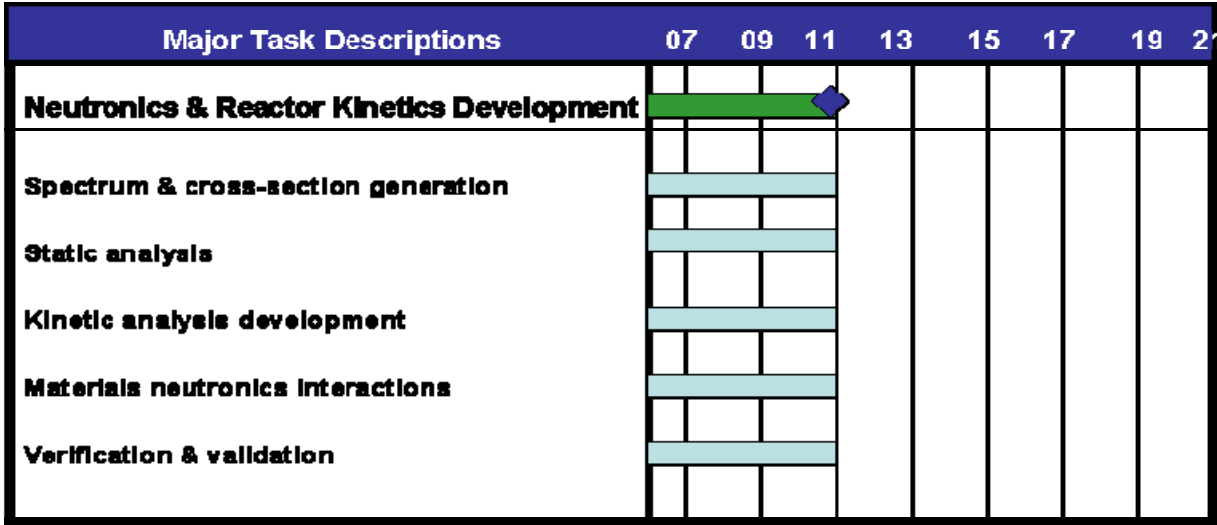 Major Task Descriptions 07 09 11 13 15 17 19 21
Neutronics & Reactor Kinetics Development
Spectrum & cross-section generation
Static analysis
Kinetic analysis development
Materials neutronics interactions
Verification & validation